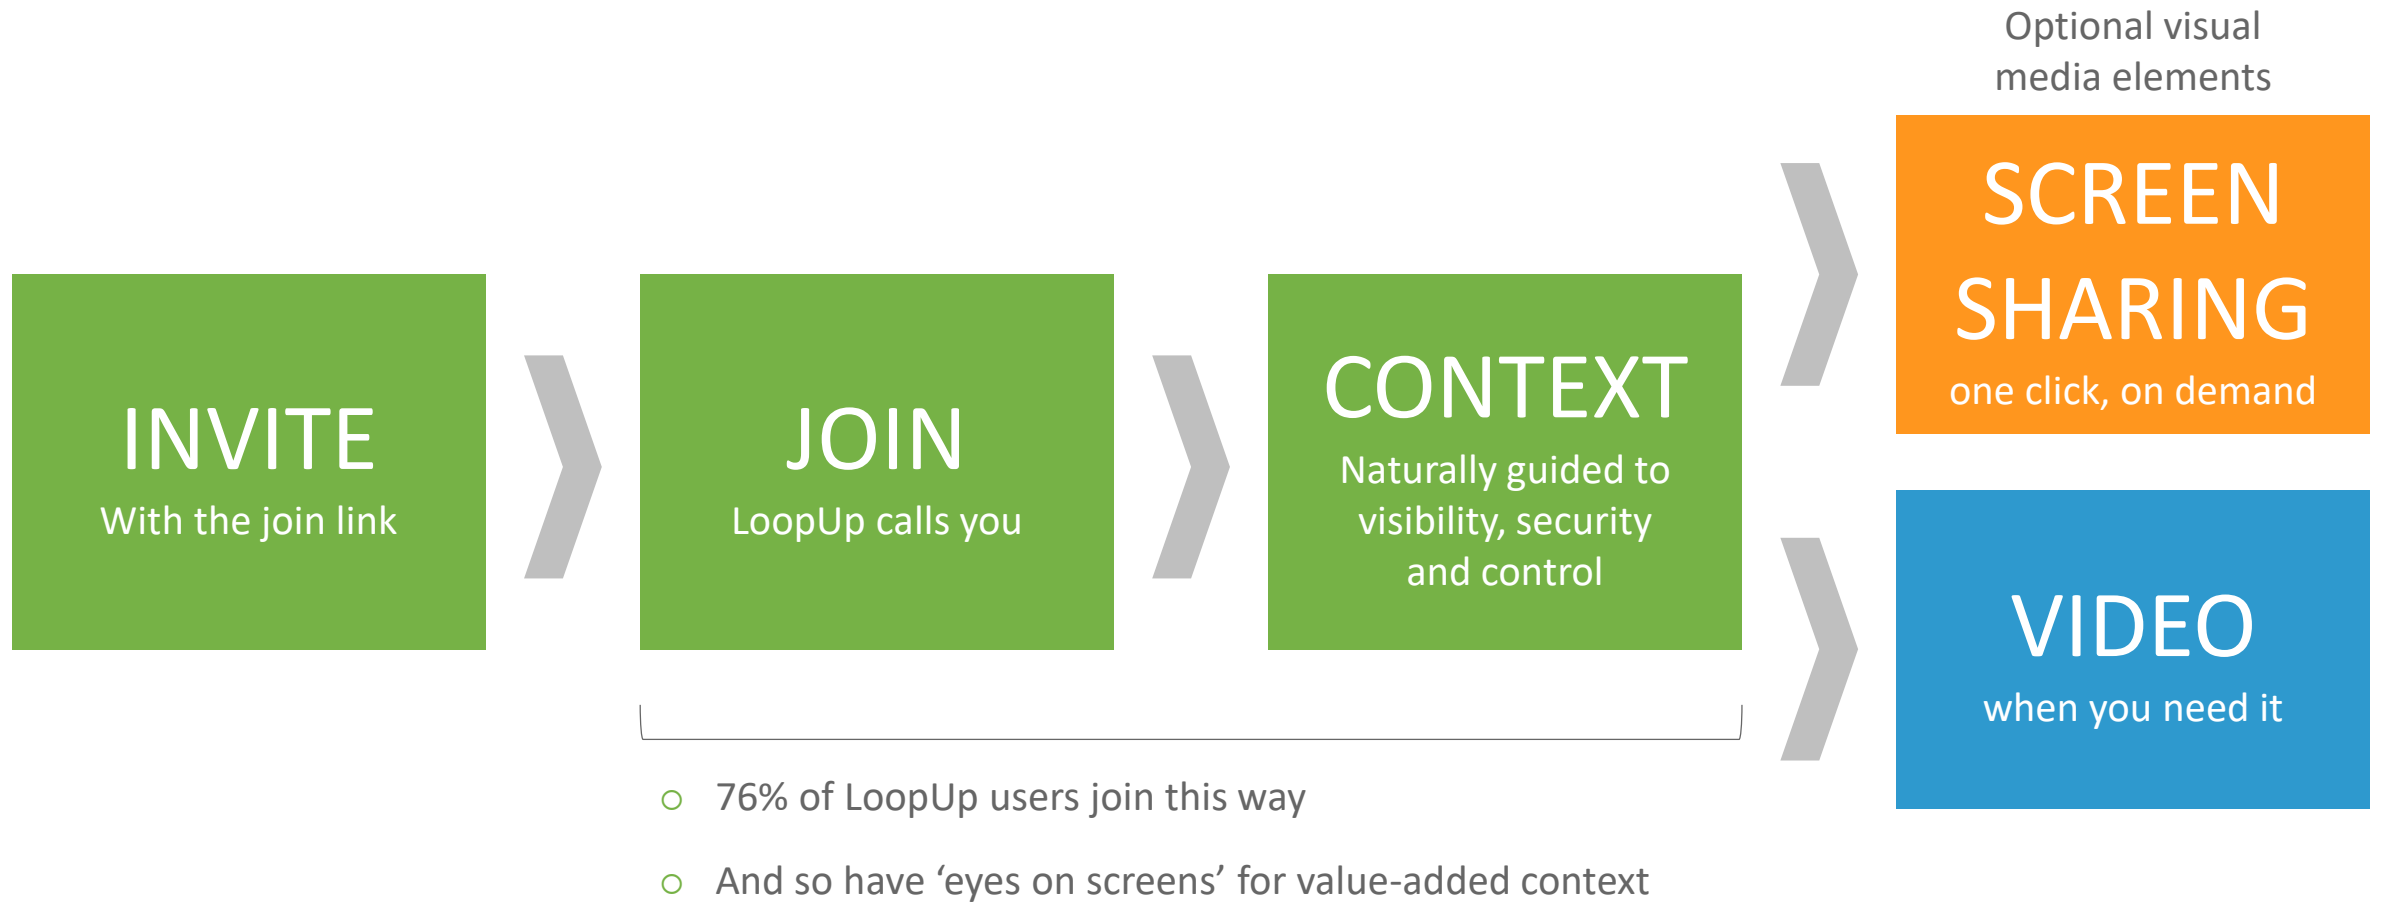 INVITE
With the join link
JOIN
LoopUp calls you
CONTEXT
Naturally guided to
visibility, security
and control
Optional visual
media elements
SCREEN
SHARING
one click, on demand
VIDEO
when you need it
76% of LoopUp users join this way
And so have ‘eyes on screens’ for value-added context